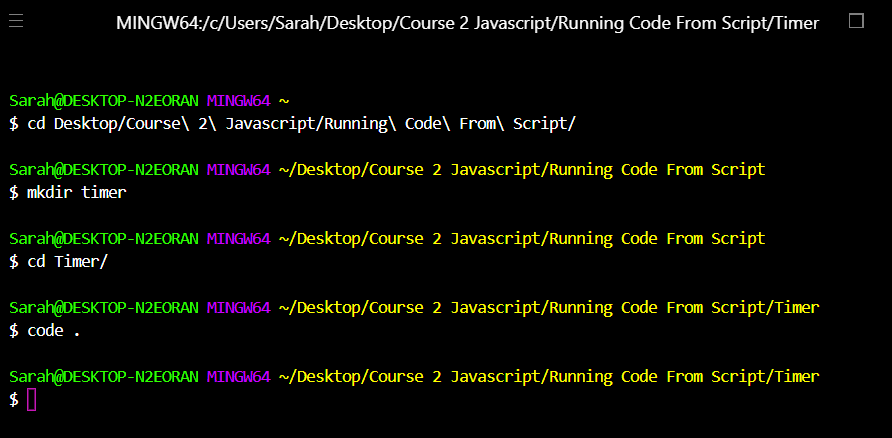 MINGW64:/c/Users/Sarah/Desktop/Course 2 Javascript/Running Code From Script/Timer
Sarah@DESKTOP-N2EORAN MINGW64 ~
$ cd Desktop/Course\ 2\ Javascript/Running\ Code\ From\ Script/
Sarah@DESKTOP-N2EORAN MINGW64 ~/Desktop/Course 2 Javascript/Running Code From Script
$ mkdir timer
Sarah@DESKTOP-N2EORAN MINGW64 ~/Desktop/Course 2 Javascript/Running Code From Script
$ cd Timer/
Sarah@DESKTOP-N2EORAN MINGW64 ~/Desktop/Course 2 Javascript/Running Code From Script/Timer
$ code .
Sarah@DESKTOP-N2EORAN MINGW64 ~/Desktop/Course 2 Javascript/Running Code From Script/Timer
$